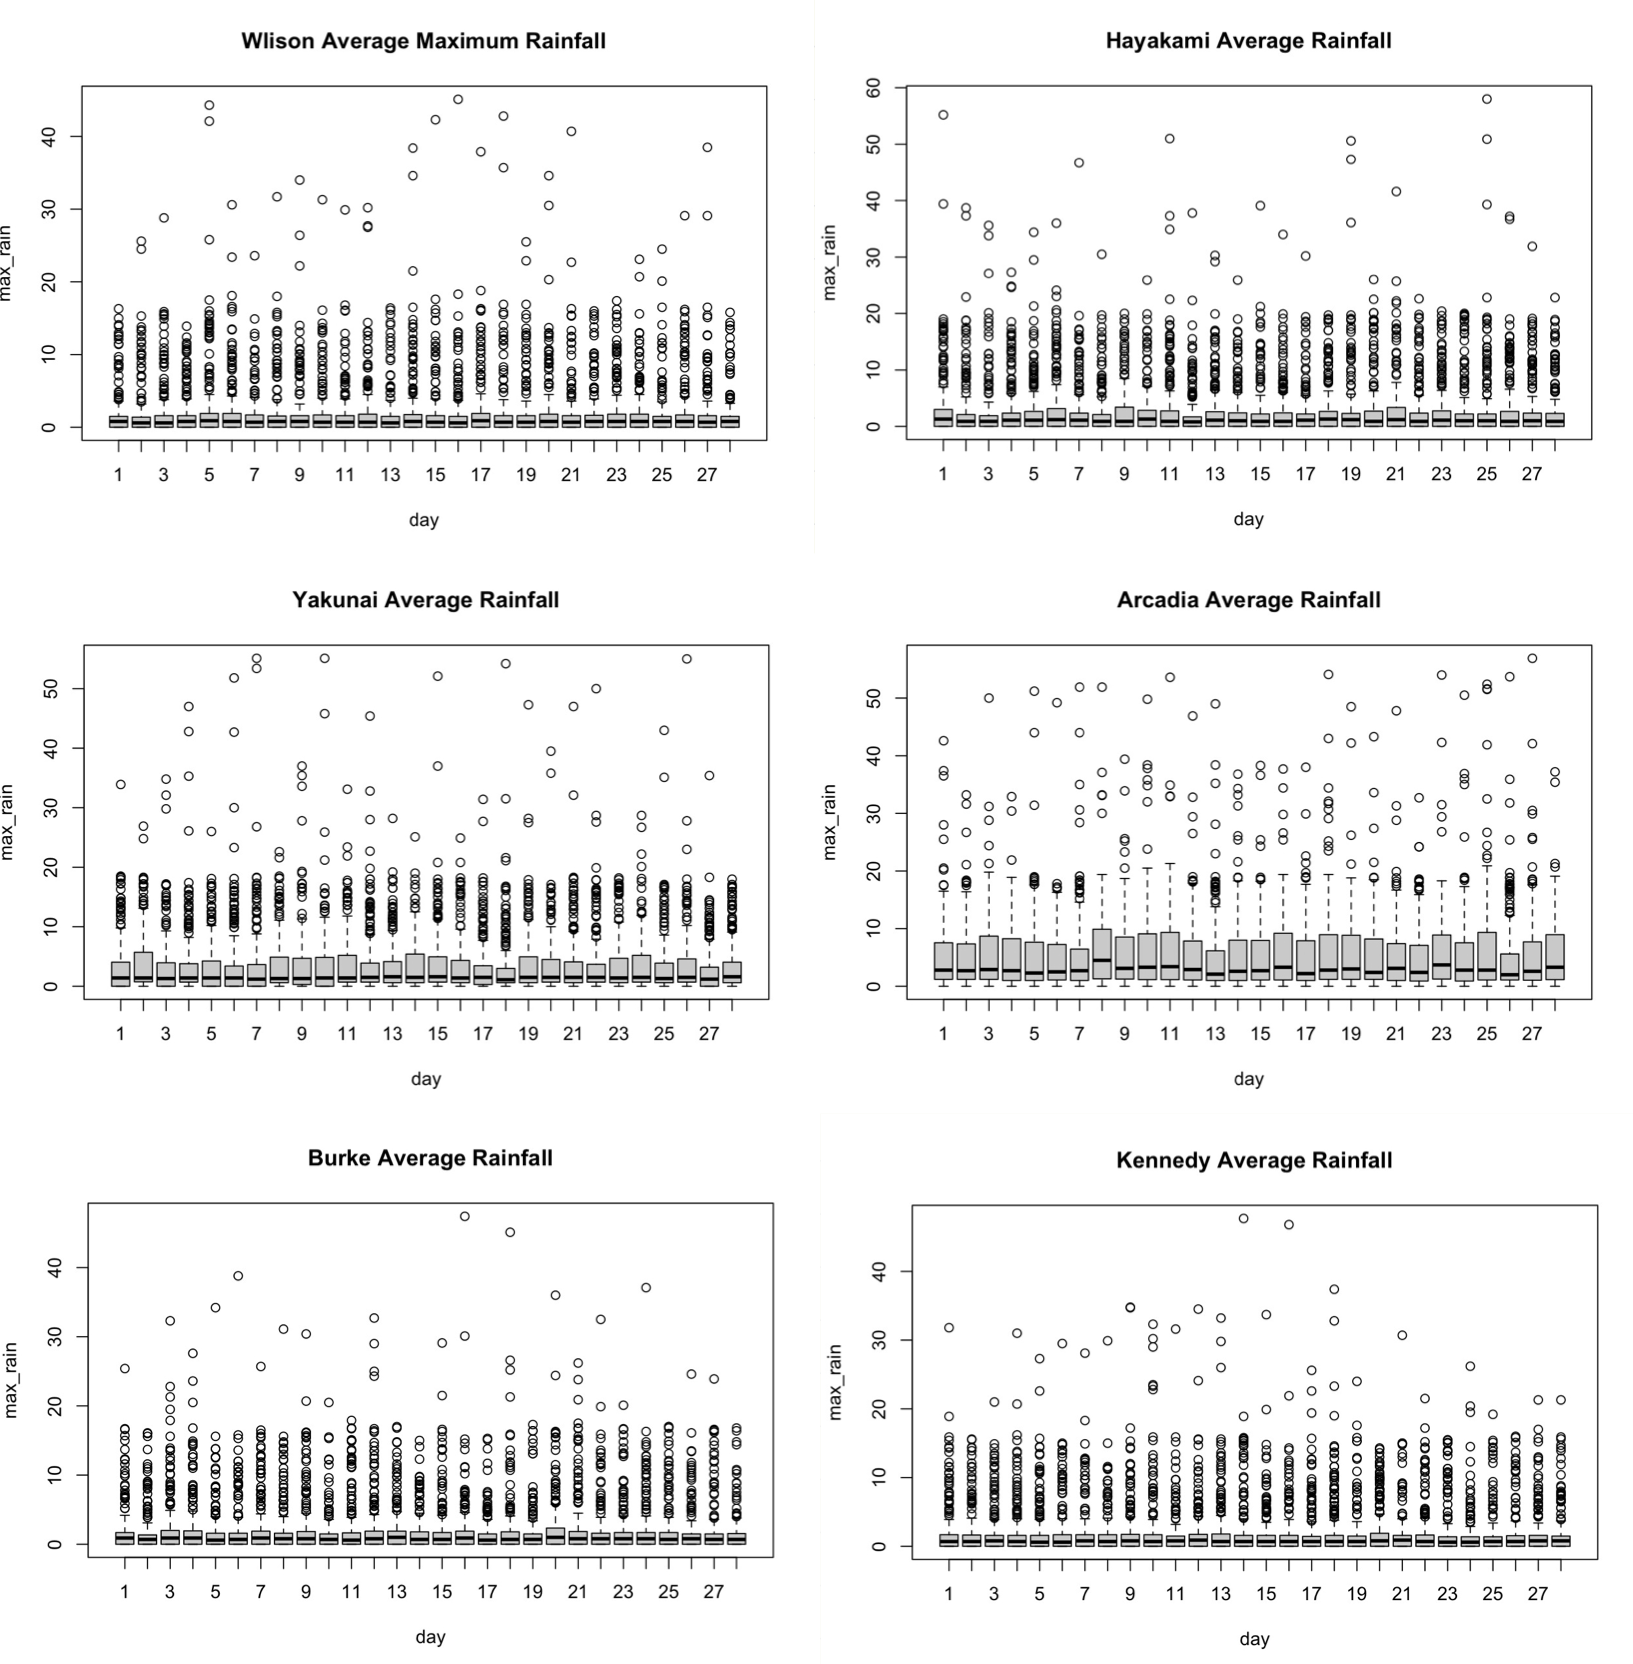 Wlison Average Maximum Rainfall
max_rain
40
30
20
10
0
1 3 5 7 9 11 13 15 17 19 21 23 25 27
day
Hayakami Average Rainfall
max_rain
60
50
40
30
20
10
0
1 3 5 7 9 11 13 15 17 19 21 23 25 27
day
Yakunai Average Rainfall
max_rain
50
40
30
20
10
0
1 3 5 7 9 11 13 15 17 19 21 23 25 27
day
Arcadia Average Rainfall
max_rain
50
40
30
20
10
0
1 3 5 7 9 11 13 15 17 19 21 23 25 27
day
Burke Average Rainfall
max_rain
40
30
20
10
0
1 3 5 7 9 11 13 15 17 19 21 23 25 27
day
Kennedy Average Rainfall
max_rain
40
30
20
10
0
1 3 5 7 9 11 13 15 17 19 21 23 25 27
day